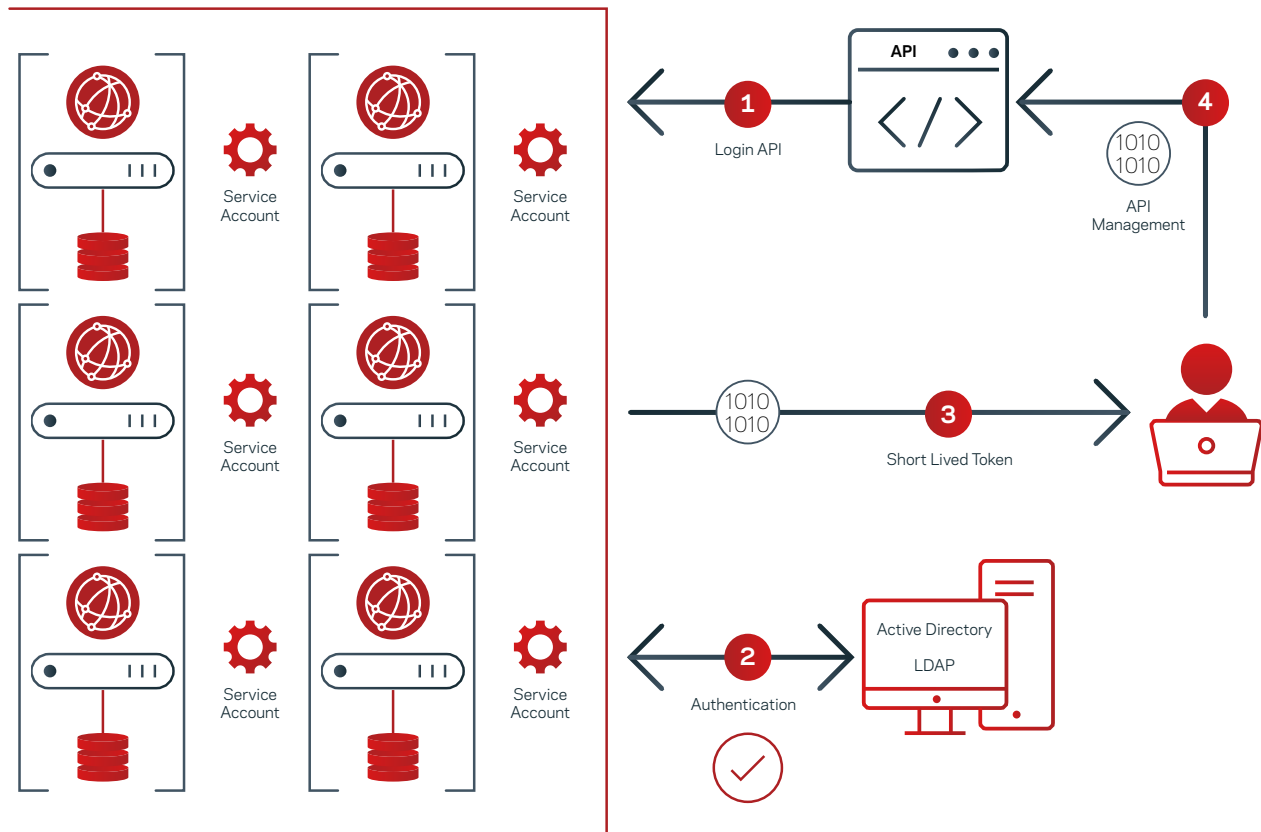 API
1
Login API
4
1010
1010
API
Management
Service
Account
Service
Account
Service
Account
Service
Account
1010
1010
3
Short Lived Token
Service
Account
Service
Account
2
Authentication
Active Directory
LDAP